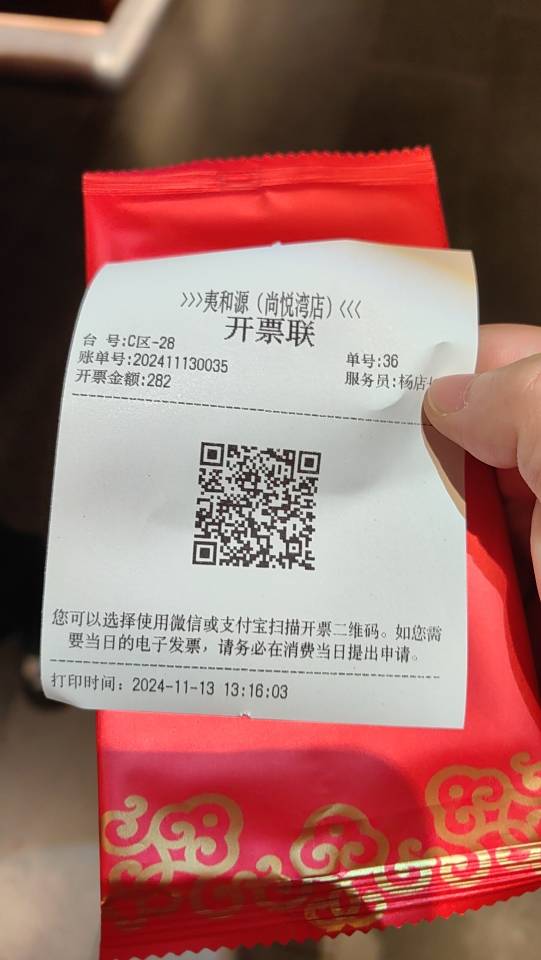 >>>夷和源（尚悦湾店）<<<
开票联
台 号:C区-28
账单号:202411130035 单号:36
开票金额:282 服务员:杨店
您可以选择使用微信或支付宝扫描开票二维码。如您需
要当日的电子发票，请务必在消费当日提出申请。
打印时间：2024-11-13 13:16:03